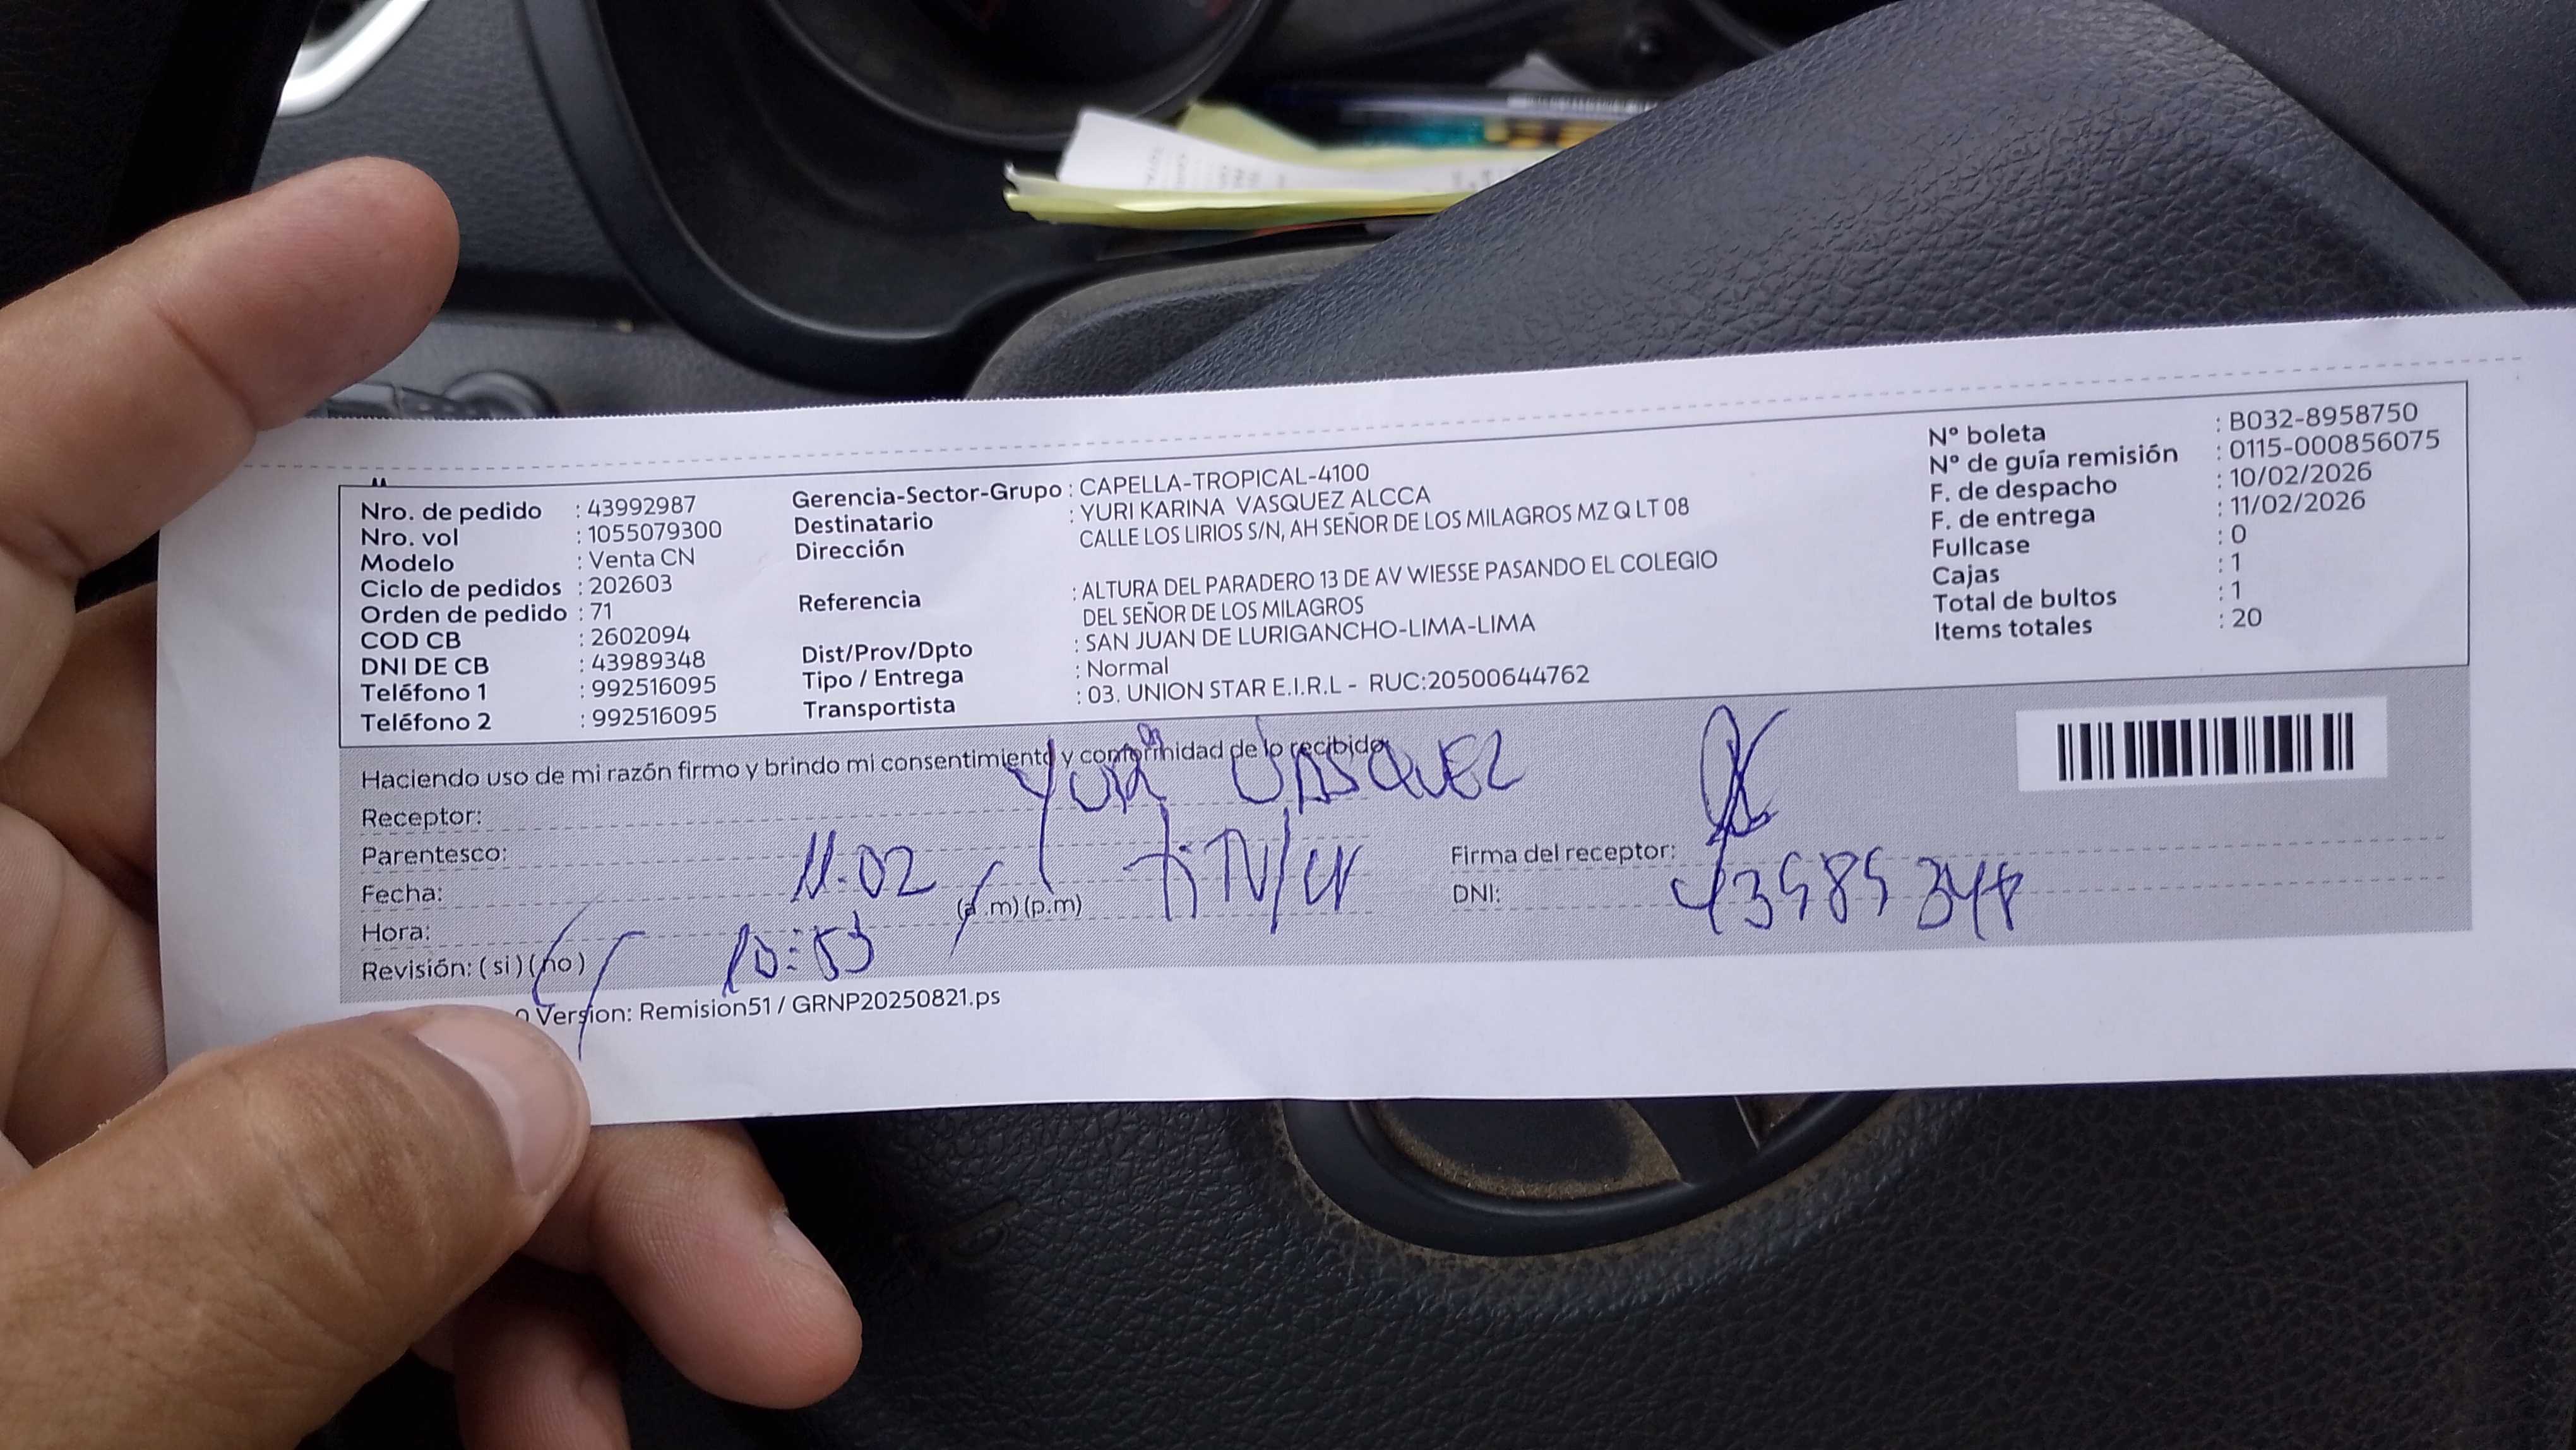 Nro. de pedido : 43992987
Nro. vol : 1055079300
Modelo : Venta CN
Ciclo de pedidos : 202603
Orden de pedido : 71
COD CB : 2602094
DNI DE CB : 43989348
Teléfono 1 : 992516095
Teléfono 2 : 992516095
Gerencia-Sector-Grupo : CAPELLA-TROPICAL-4100
Destinatario : YURI KARINA VASQUEZ ALCCA
Dirección CALLE LOS LIRIOS S/N, AH SEÑOR DE LOS MILAGROS MZ Q LT 08
Referencia : ALTURA DEL PARADERO 13 DE AV WIESSE PASANDO EL COLEGIO
DEL SEÑOR DE LOS MILAGROS
Dist/Prov/Dpto : SAN JUAN DE LURIGANCHO-LIMA-LIMA
Tipo / Entrega : Normal
Transportista : 03. UNION STAR E.I.R.L - RUC:20500644762
N° boleta : B032-8958750
N° de guía remisión : 0115-000856075
F. de despacho : 10/02/2026
F. de entrega : 11/02/2026
Fullcase : 0
Cajas : 1
Total de bultos : 1
Items totales : 20
Haciendo uso de mi razón firmo y brindo mi consentimiento y conformidad de lo recibido
Receptor: Yuri VASQUEZ
Parentesco:
Fecha: 11.02
Hora: 10:53 (a.m)(p.m)
Revisión: (si)(no)
Firma del receptor:
DNI: 43989348
Version: Remision51 / GRNP20250821.ps